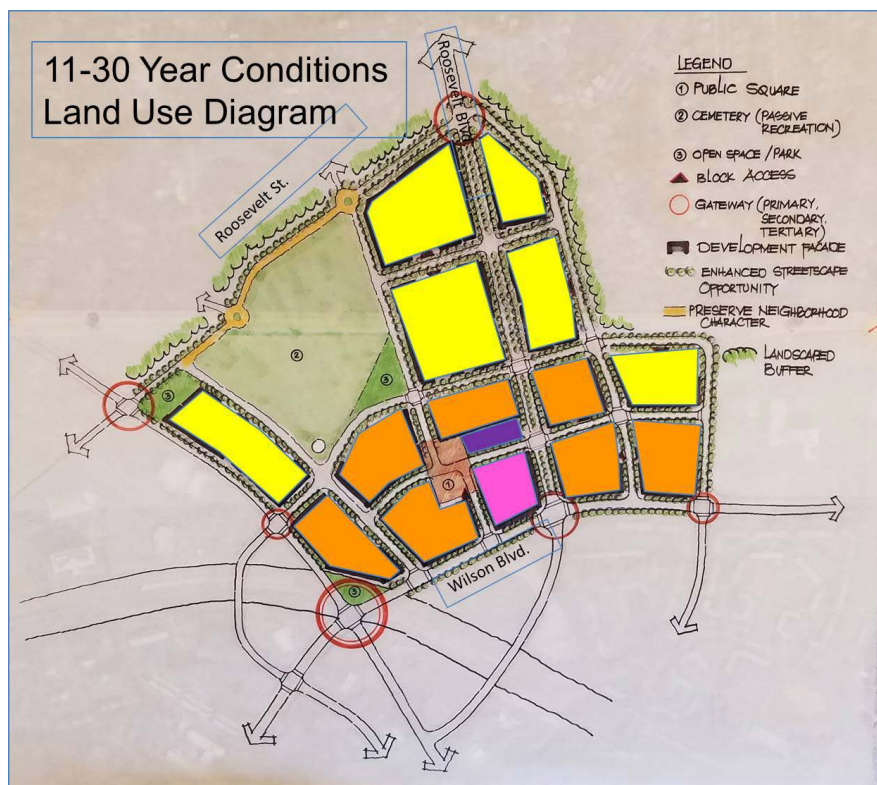 11-30 Year Conditions
Land Use Diagram
Roosevelt Blvd.
Roosevelt St.
Wilson Blvd.
LEGEND
① PUBLIC SQUARE
② CEMETERY (PASSIVE
RECREATION)
③ OPEN SPACE / PARK
BLOCK ACCESS
GATEWAY (PRIMARY,
SECONDARY,
TERTIARY)
DEVELOPMENT FACADE
ENHANCED STREETSCAPE
OPPORTUNITY
PRESERVE NEIGHBORHOOD
CHARACTER
LANDSCAPED
BUFFER
②
③
③
①
③